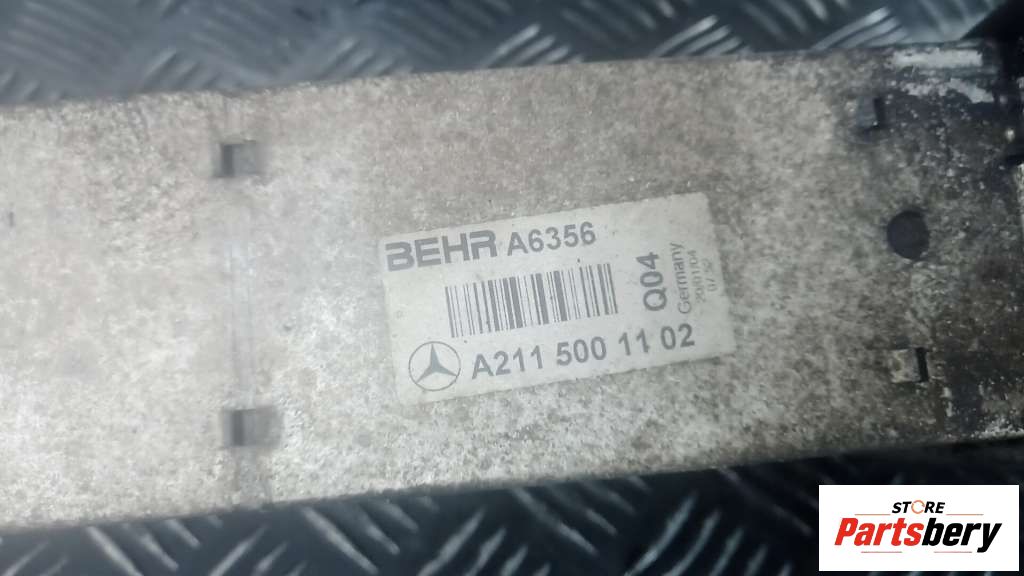 BEHR A6356
Q04
Germany
A211 500 11 02
STORE
Partsbery